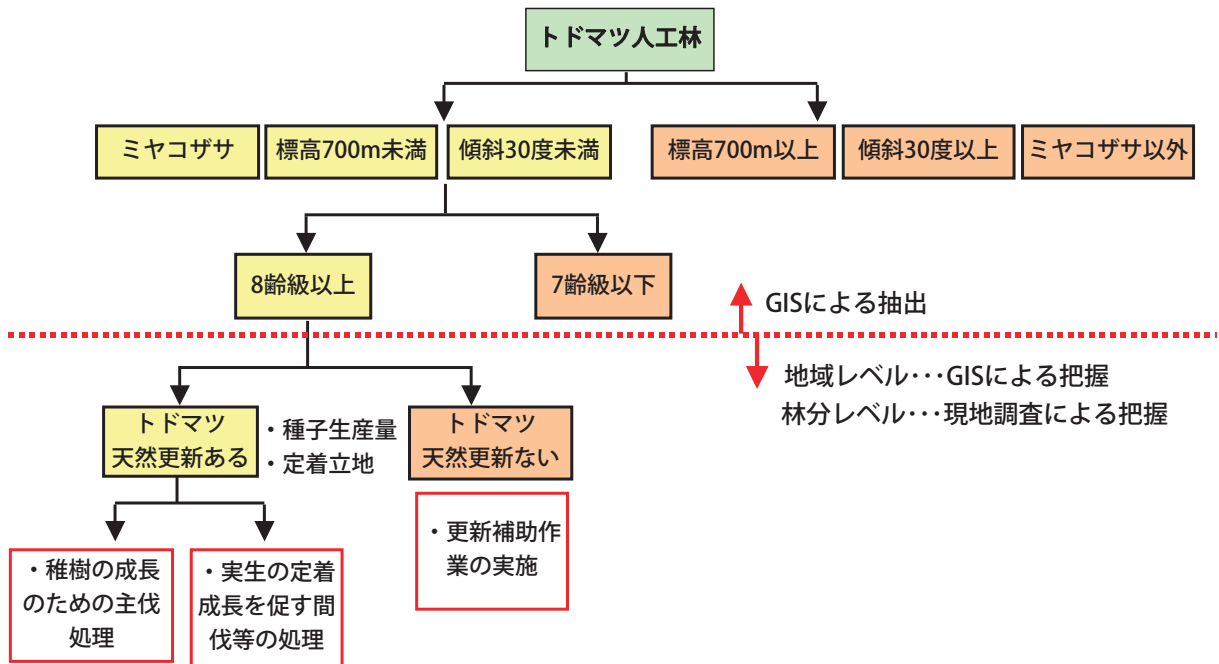 トドマツ人工林
ミヤコザサ
標高700m未満
傾斜30度未満
標高700m以上
傾斜30度以上
ミヤコザサ以外
8齢級以上
7齢級以下
GISによる抽出
地域レベル･･･GISによる把握
林分レベル･･･現地調査による把握
トドマツ
天然更新ある
・種子生産量
・定着立地
トドマツ
天然更新ない
・稚樹の成長
のための主伐
処理
・実生の定着
成長を促す間
伐等の処理
・更新補助作
業の実施